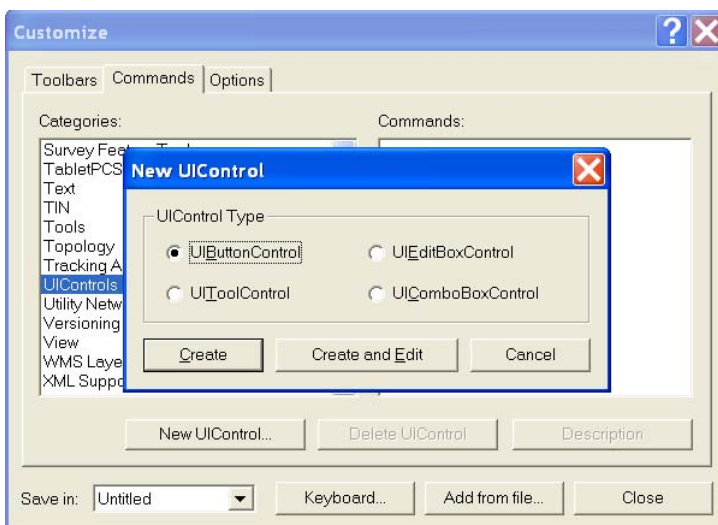 Customize
Toolbars Commands Options
Categories: Commands:
Survey
TabletPCS
Text
TIN
Tools
Topology
Tracking A
UIControls
Utility Netw
Versioning
View
WMS Laye
XML Suppo
New UIControl
UIControl Type
UIButtonControl UIEditBoxControl
UIToolControl UIComboBoxControl
Create Create and Edit Cancel
New UIControl... Delete UIControl Description
Save in: Untitled Keyboard... Add from file... Close